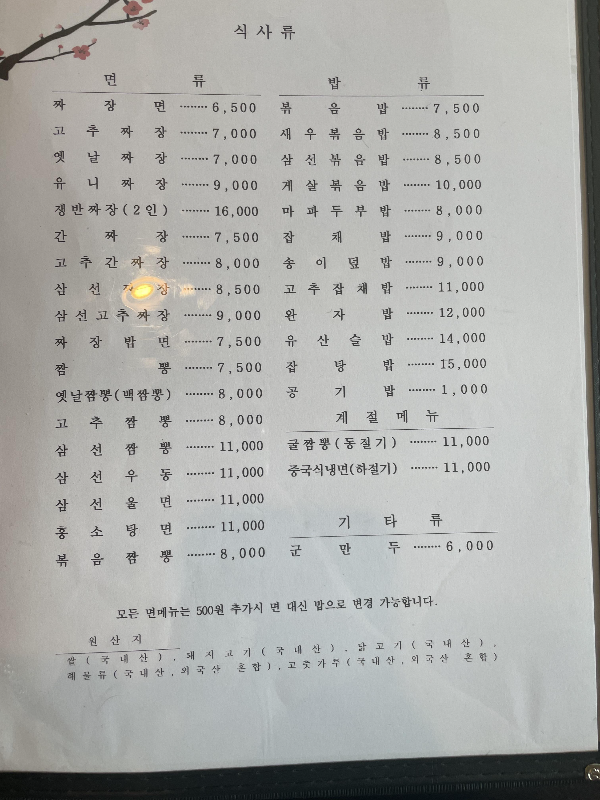 식사류
면 류
짜 장 면 ········ 6,500
고 추 짜 장 ········ 7,000
옛 날 짜 장 ········ 7,000
유 니 짜 장 ········ 9,000
쟁반짜장(2인) ········ 16,000
간 짜 장 ········ 7,500
고 추 간 짜 장 ········ 8,000
삼 선 짜 장 ········ 8,500
삼 선 고 추 짜 장 ········ 9,000
짜 장 밥 면 ········ 7,500
짬 뽕 ········ 7,500
옛날짬뽕(백짬뽕) ········ 8,000
고 추 짬 뽕 ········ 8,000
삼 선 짬 뽕 ········ 11,000
삼 선 우 동 ········ 11,000
삼 선 울 면 ········ 11,000
홍 소 탕 면 ········ 11,000
볶 음 짬 뽕 ········ 8,000
밥 류
볶 음 밥 ········ 7,500
새 우 볶 음 밥 ········ 8,500
삼 선 볶 음 밥 ········ 8,500
게 살 볶 음 밥 ········ 10,000
마 파 두 부 밥 ········ 8,000
잡 채 밥 ········ 9,000
송 이 덮 밥 ········ 9,000
고 추 잡 채 밥 ········ 11,000
완 자 밥 ········ 12,000
유 산 슬 밥 ········ 14,000
잡 탕 밥 ········ 15,000
공 기 밥 ········ 1,000
계 절 메 뉴
굴짬뽕(동절기) ········ 11,000
중국식냉면(하절기) ········ 11,000
기 타 류
군 만 두 ········ 6,000
모든 면메뉴는 500원 추가시 면 대신 밥으로 변경 가능합니다.
원 산 지
쌀(국내산), 돼지고기(국내산), 닭고기(국내산),
해물류(국내산,외국산 혼합),고춧가루(국내산,외국산 혼합)